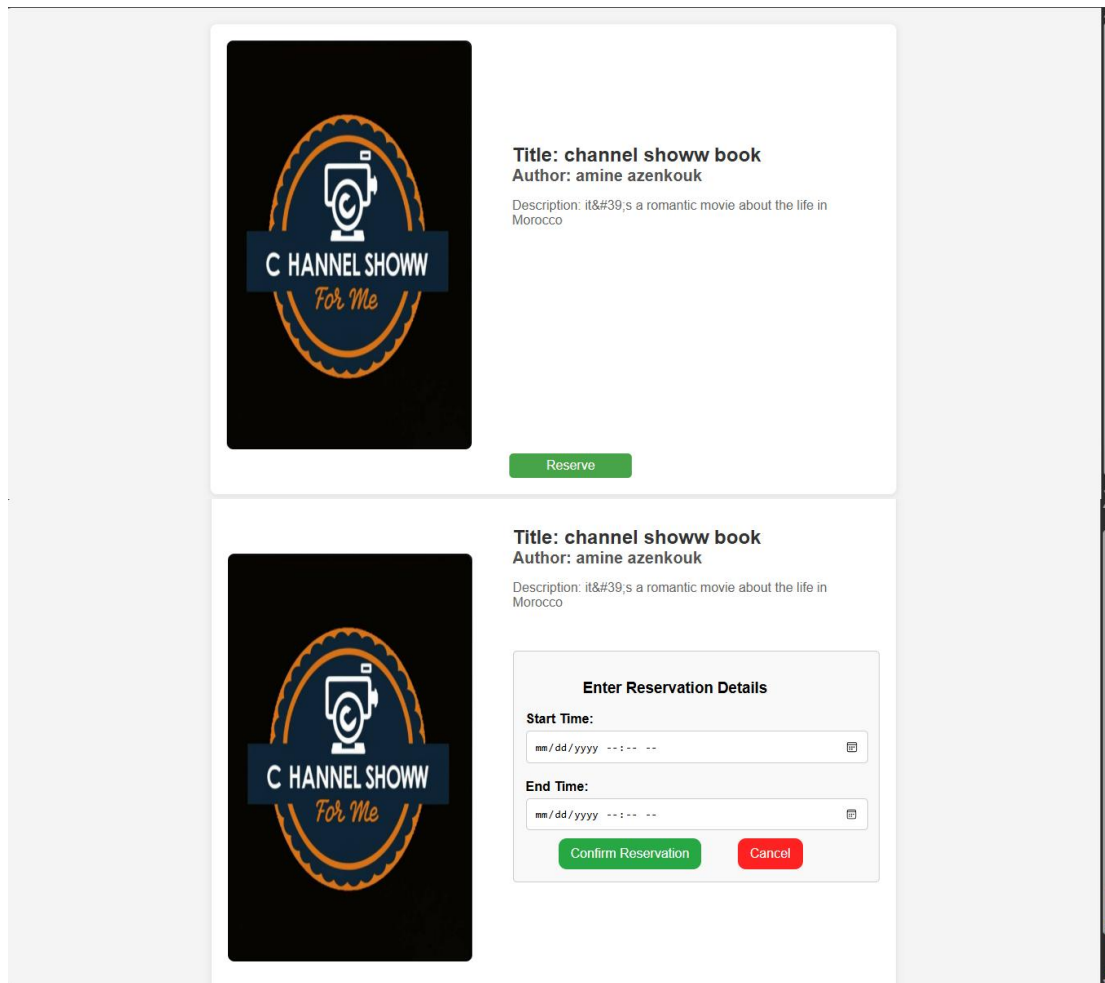 C HANNEL SHOWW
For Me
Title: channel showw book
Author: amine azenkouk
Description: it&#39;s a romantic movie about the life in
Morocco
Reserve
C HANNEL SHOWW
For Me
Title: channel showw book
Author: amine azenkouk
Description: it&#39;s a romantic movie about the life in
Morocco
Enter Reservation Details
Start Time:
mm/dd/yyyy --:-- --
End Time:
mm/dd/yyyy --:-- --
Confirm Reservation Cancel